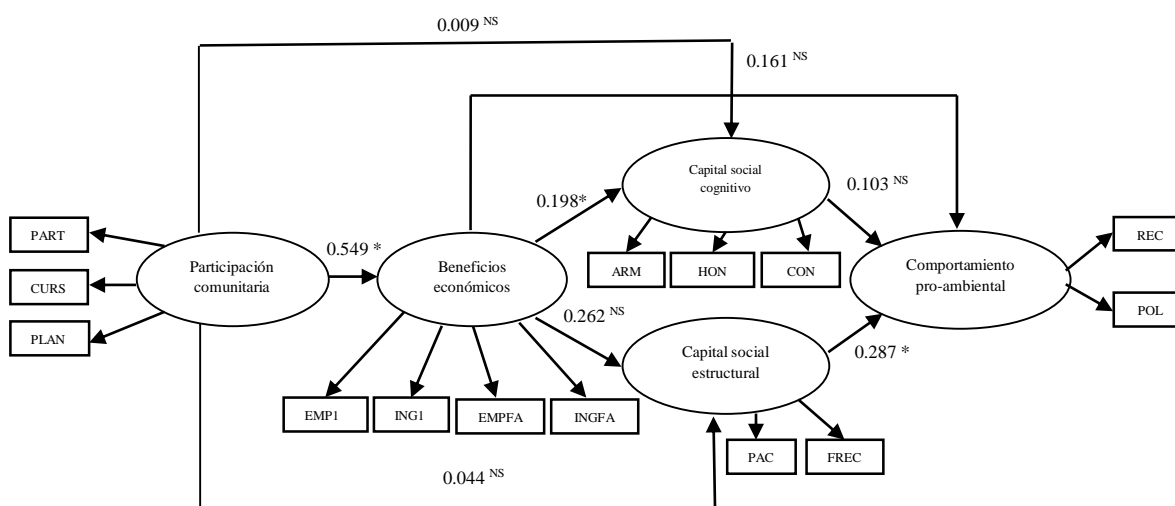 0.009 NS
0.161 NS
Capital social
cognitivo
0.103 NS
0.198*
PART
REC
0.549 *
Participación
comunitaria
Beneficios
económicos
ARM
HON
CON
Comportamiento
pro-ambiental
CURS
POL
0.262 NS
PLAN
Capital social
estructural
0.287 *
EMP1
ING1
EMPFA
INGFA
PAC
FREC
0.044 NS